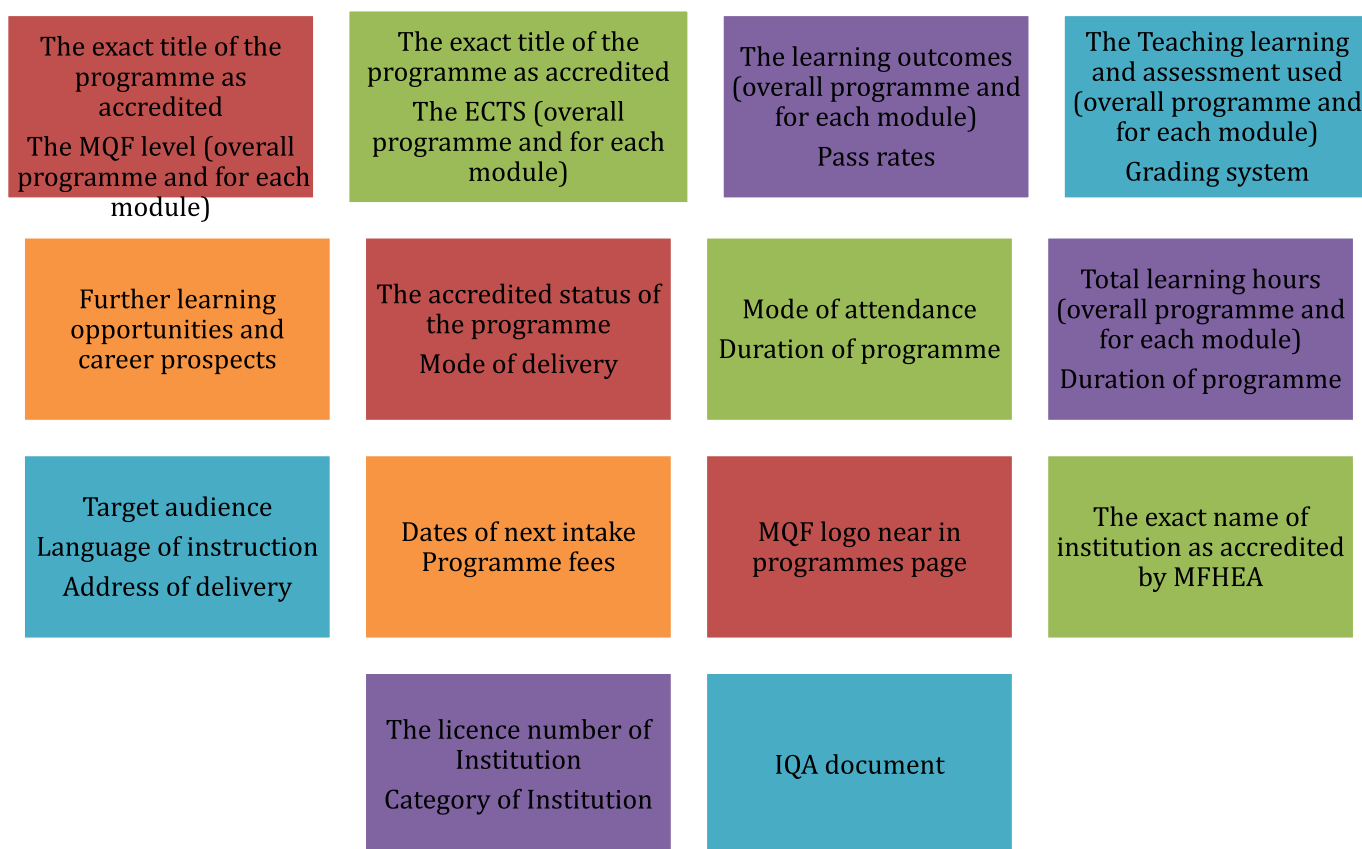 The exact title of the
programme as
accredited
The MQF level (overall
programme and for each
module)
The exact title of the
programme as accredited
The ECTS (overall
programme and for each
module)
The learning outcomes
(overall programme and
for each module)
Pass rates
The Teaching learning
and assessment used
(overall programme and
for each module)
Grading system
Further learning
opportunities and
career prospects
The accredited status of
the programme
Mode of delivery
Mode of attendance
Duration of programme
Total learning hours
(overall programme and
for each module)
Duration of programme
Target audience
Language of instruction
Address of delivery
Dates of next intake
Programme fees
MQF logo near in
programmes page
The exact name of
institution as accredited
by MFHEA
The licence number of
Institution
Category of Institution
IQA document